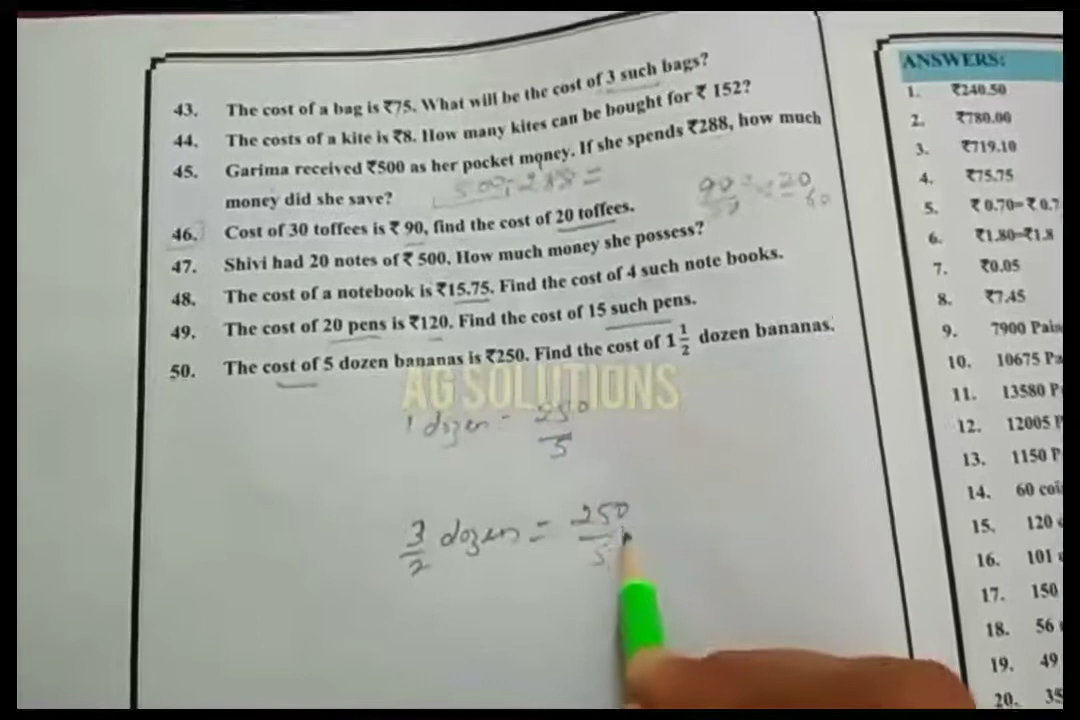 43. The cost of a bag is ₹75. What will be the cost of 3 such bags?
44. The costs of a kite is ₹8. How many kites can be bought for ₹ 152?
45. Garima received ₹500 as her pocket money. If she spends ₹288, how much
money did she save?
500-288=
46. Cost of 30 toffees is ₹ 90, find the cost of 20 toffees.
47. Shivi had 20 notes of ₹ 500. How much money she possess?
48. The cost of a notebook is ₹15.75. Find the cost of 4 such note books.
49. The cost of 20 pens is ₹120. Find the cost of 15 such pens.
50. The cost of 5 dozen bananas is ₹250. Find the cost of 1 1/2 dozen bananas.
AG SOLUTIONS
1 dozen - 250/5
3/2 dozen = 250/5
ANSWERS:
1. ₹240.50
2. ₹780.00
3. ₹719.10
4. ₹75.75
5. ₹ 0.70=₹ 0.7
6. ₹1.80=₹1.8
7. ₹0.05
8. ₹7.45
9. 7900 Pais
10. 10675 Pa
11. 13580 P
12. 12005 P
13. 1150 P
14. 60 coi
15. 120
16. 101
17. 150
18. 56
19. 49
20. 35